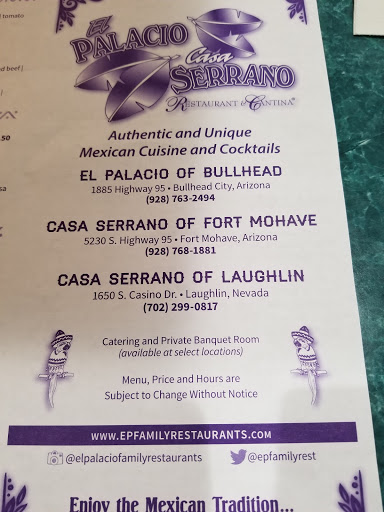 tomato
El
PALACIO
Casa
SERRANO
RESTAURANT & CANTINA
Authentic and Unique
Mexican Cuisine and Cocktails
EL PALACIO OF BULLHEAD
1885 Highway 95 • Bullhead City, Arizona
(928) 763-2494
CASA SERRANO OF FORT MOHAVE
5230 S. Highway 95 • Fort Mohave, Arizona
(928) 768-1881
CASA SERRANO OF LAUGHLIN
1650 S. Casino Dr. • Laughlin, Nevada
(702) 299-0817
Catering and Private Banquet Room
(available at select locations)
Menu, Price and Hours are
Subject to Change Without Notice
WWW.EPFAMILYRESTAURANTS.COM
@elpalaciofamilyrestaurants @epfamilyrest
Enjoy the Mexican Tradition...